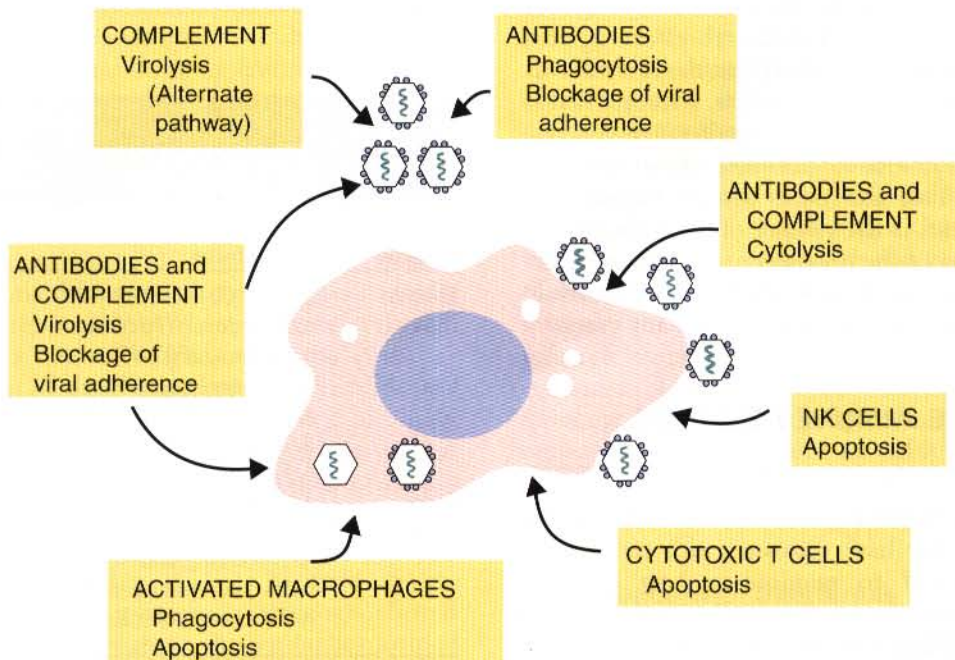 COMPLEMENT
Virolysis
(Alternate
pathway)
ANTIBODIES
Phagocytosis
Blockage of viral
adherence
ANTIBODIES and
COMPLEMENT
Cytolysis
ANTIBODIES and
COMPLEMENT
Virolysis
Blockage of
viral adherence
NK CELLS
Apoptosis
CYTOTOXIC T CELLS
Apoptosis
ACTIVATED MACROPHAGES
Phagocytosis
Apoptosis